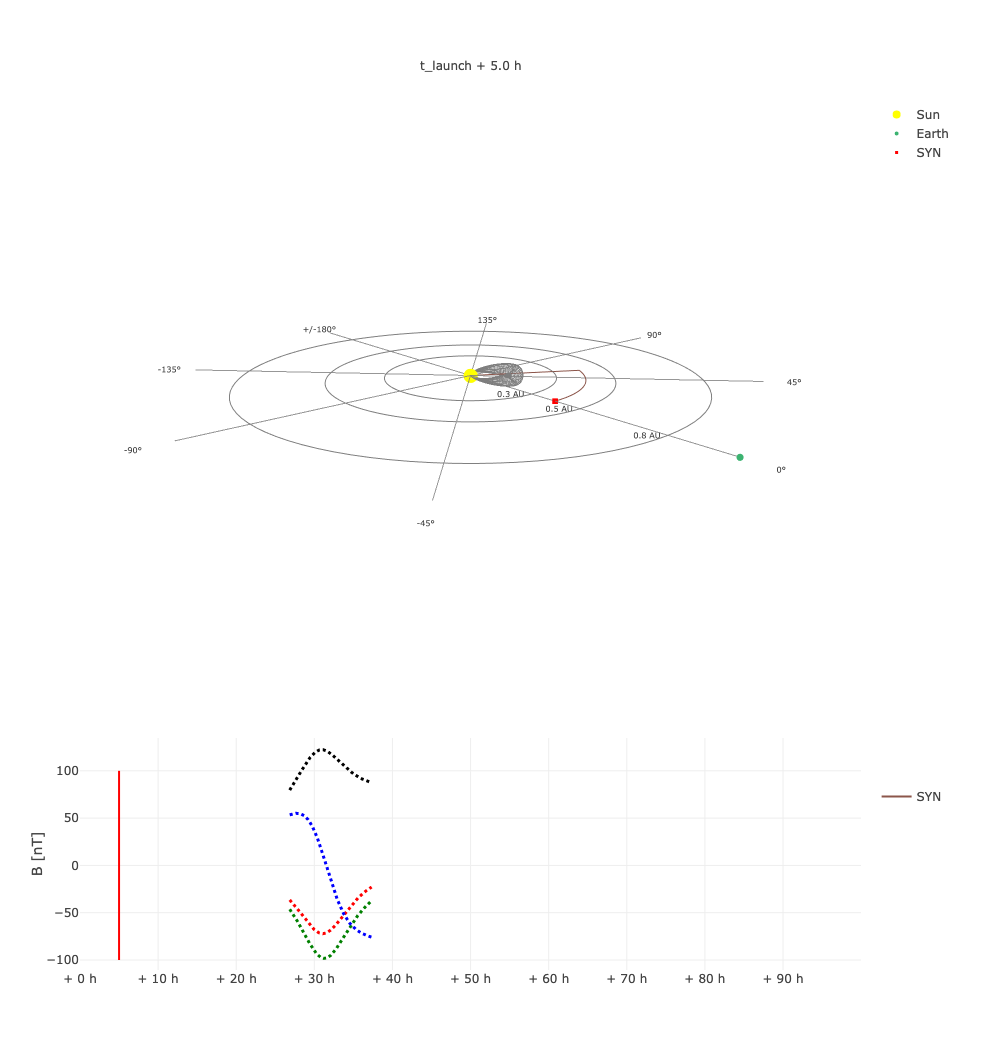 t_launch + 5.0 h
Sun
Earth
SYN
135°
+/-180°
90°
-135°
45°
0.3 AU
0.5 AU
0.8 AU
-90°
0°
-45°
100
50
0
−50
−100
B [nT]
SYN
+ 0 h
+ 10 h
+ 20 h
+ 30 h
+ 40 h
+ 50 h
+ 60 h
+ 70 h
+ 80 h
+ 90 h